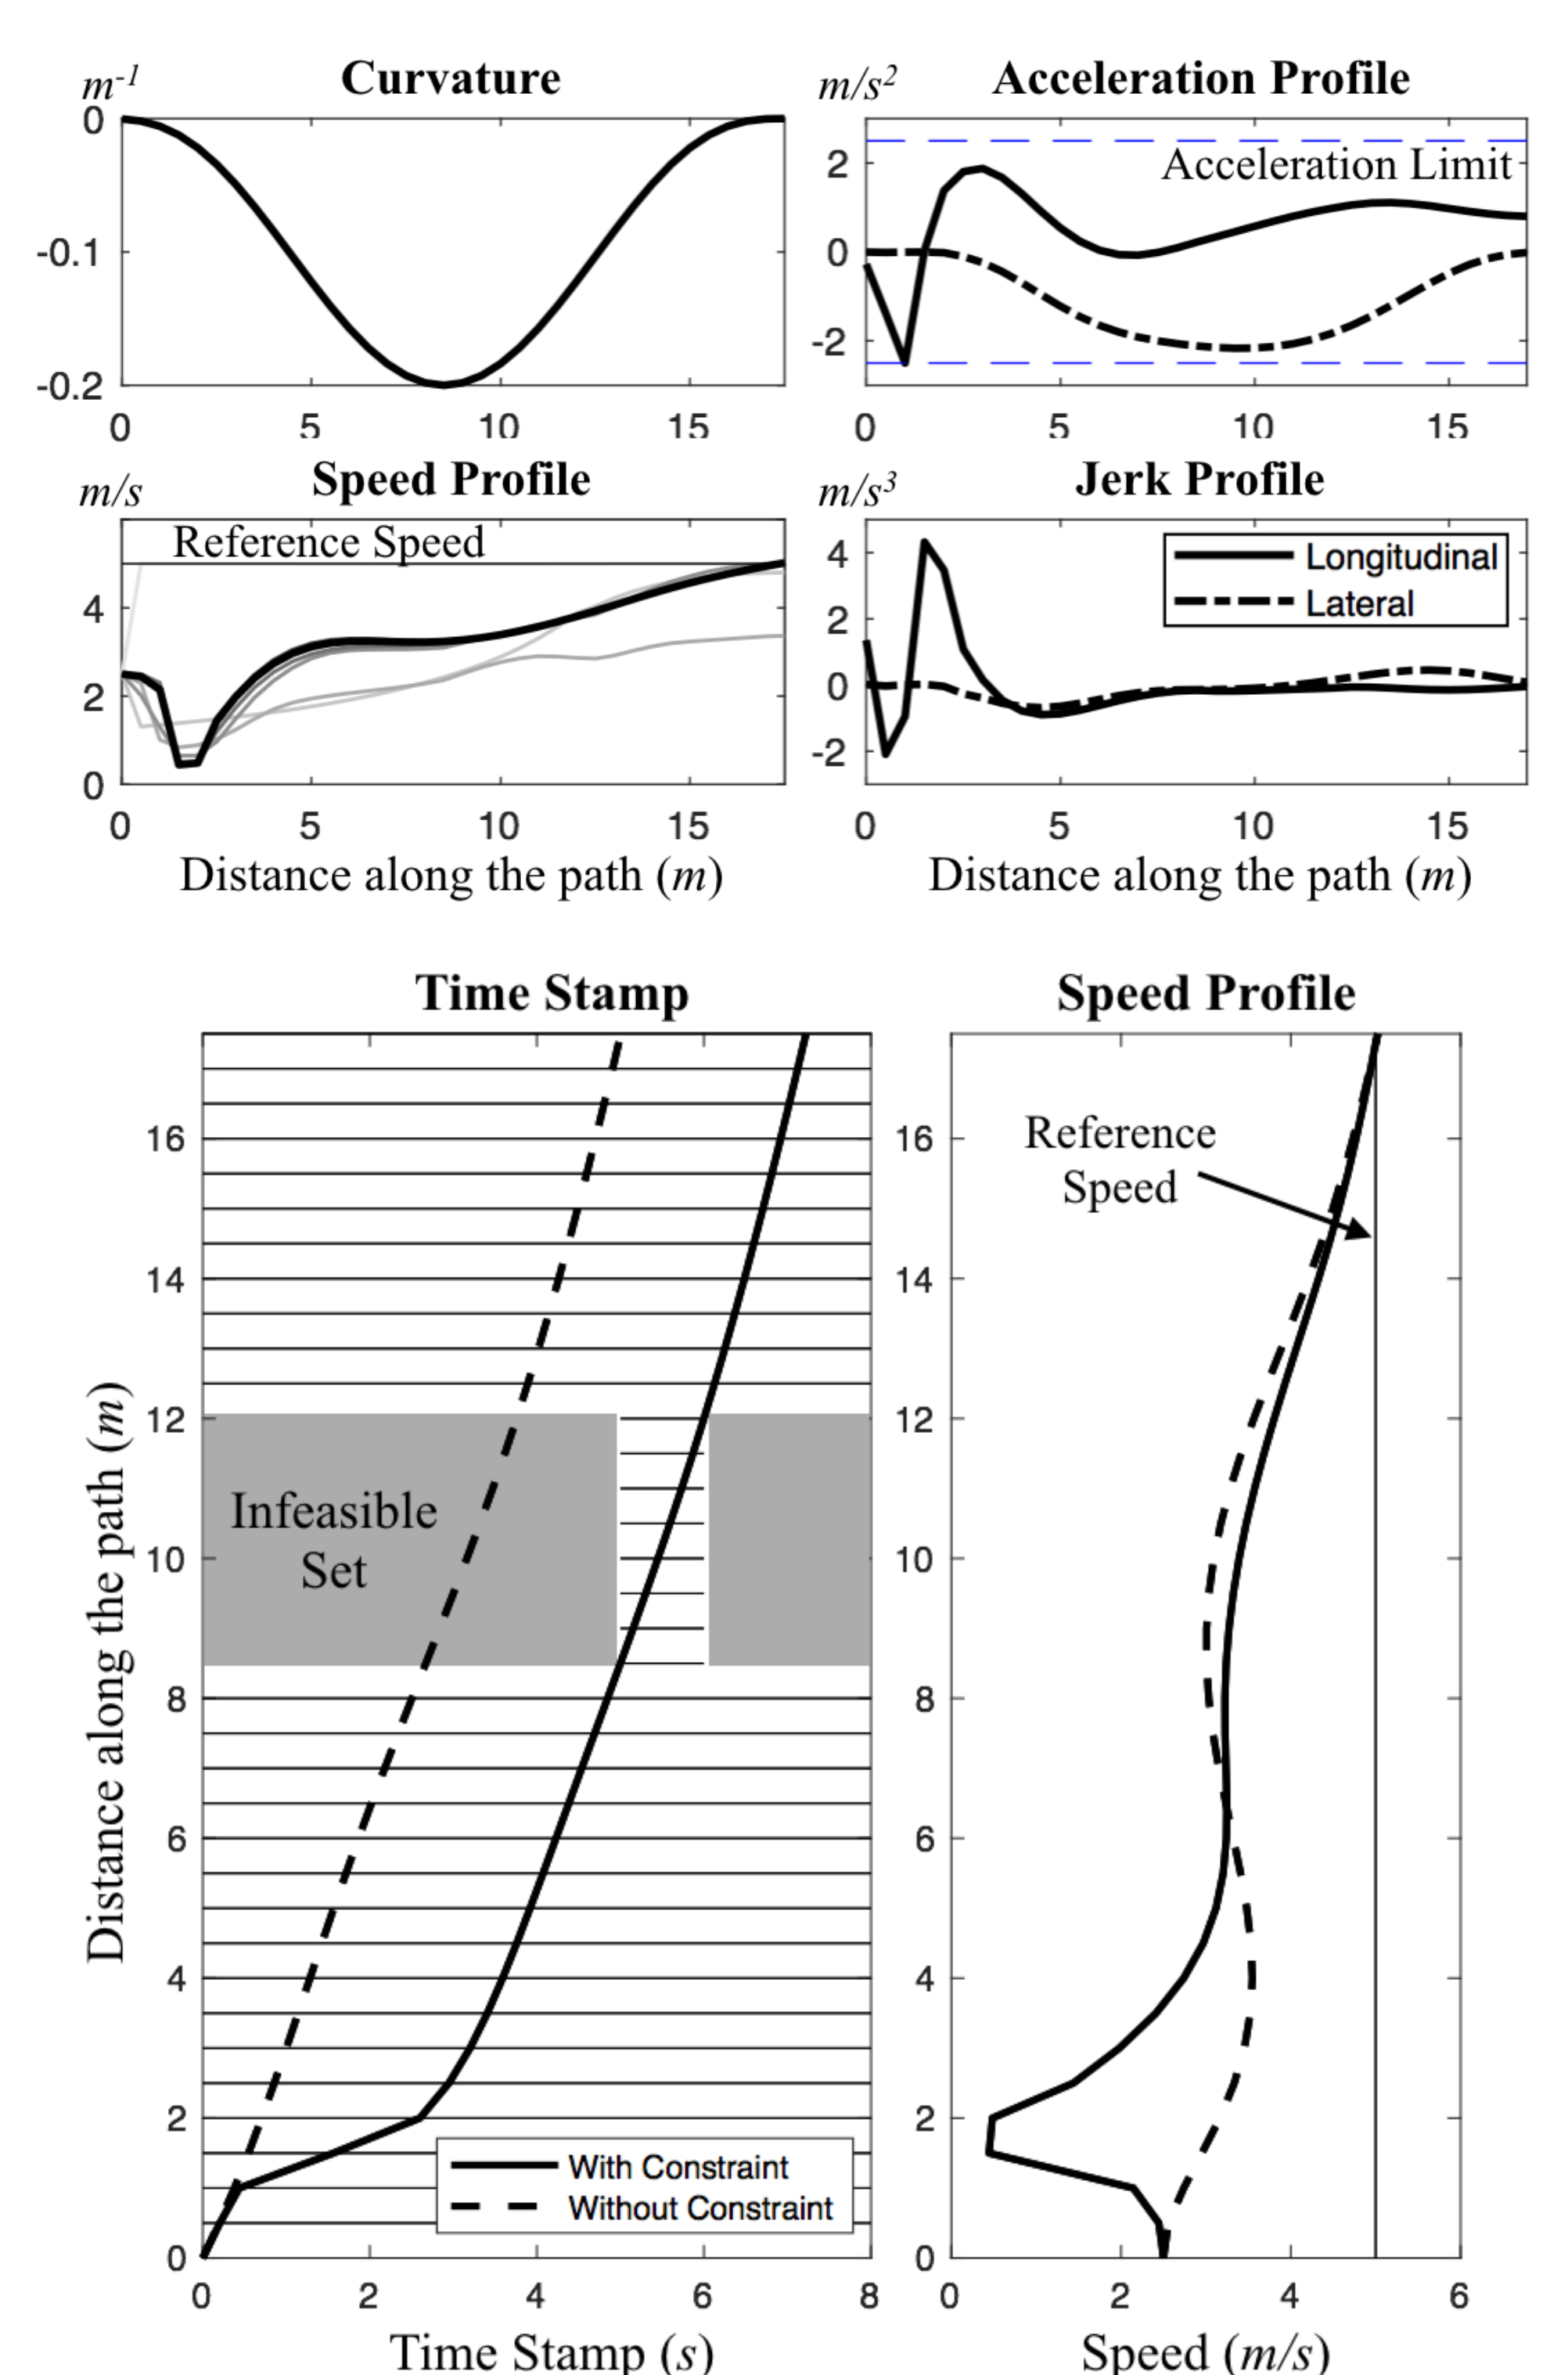 m⁻¹ Curvature
0
-0.1
-0.2
0 5 10 15
m/s² Acceleration Profile
2
Acceleration Limit
0
-2
0 5 10 15
m/s Speed Profile
Reference Speed
4
2
0
0 5 10 15
Distance along the path (m)
m/s³ Jerk Profile
4
Longitudinal
Lateral
2
0
-2
0 5 10 15
Distance along the path (m)
Time Stamp
16
14
12
Infeasible
Set
10
8
6
4
2
With Constraint
Without Constraint
0
0 2 4 6 8
Time Stamp (s)
Distance along the path (m)
Speed Profile
Reference
Speed
16
14
12
10
8
6
4
2
0
0 2 4 6
Speed (m/s)